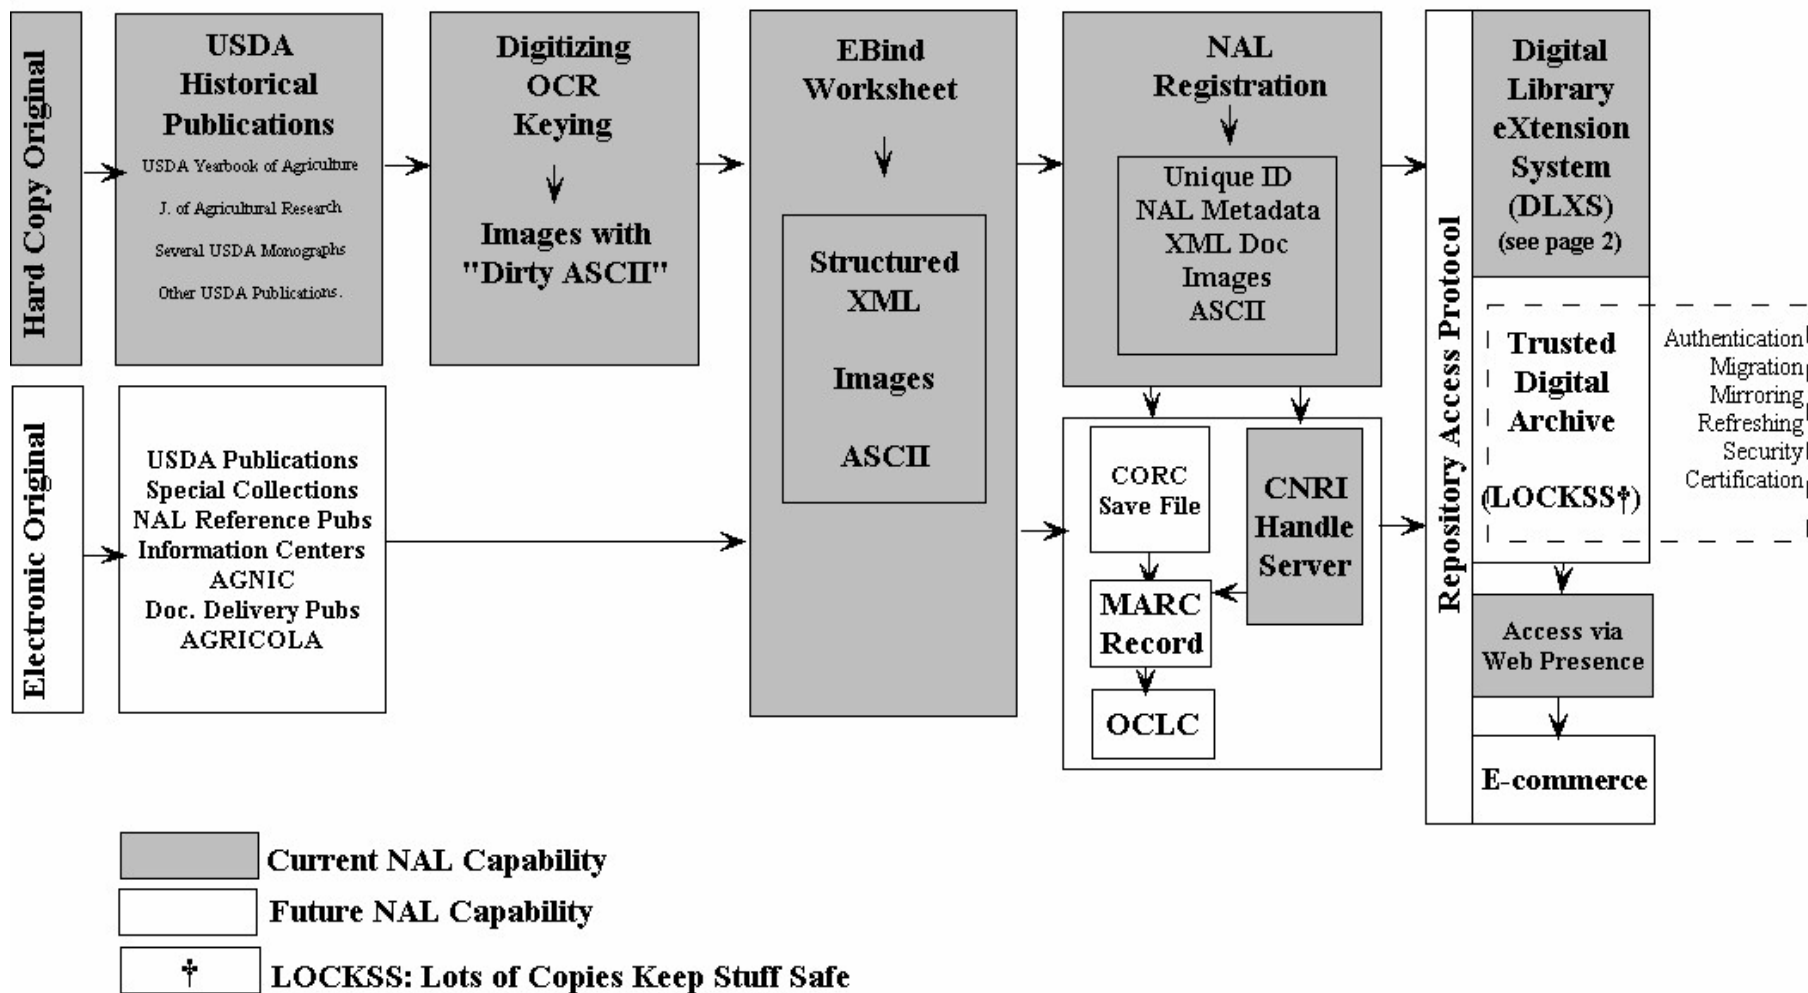 Hard Copy Original
USDA
Historical
Publications
USDA Yearbook of Agriculture
J. of Agricultural Research
Several USDA Monographs
Other USDA Publications.
Digitizing
OCR
Keying
Images with
"Dirty ASCII"
EBind
Worksheet
Structured
XML
Images
ASCII
NAL
Registration
Unique ID
NAL Metadata
XML Doc
Images
ASCII
Electronic Original
USDA Publications
Special Collections
NAL Reference Pubs
Information Centers
AGNIC
Doc. Delivery Pubs
AGRICOLA
CORC
Save File
CNRI
Handle
Server
MARC
Record
OCLC
Repository Access Protocol
Digital
Library
eXtension
System
(DLXS)
(see page 2)
Trusted
Digital
Archive
(LOCKSS†)
Authentication
Migration
Mirroring
Refreshing
Security
Certification
Access via
Web Presence
E-commerce
Current NAL Capability
Future NAL Capability
† LOCKSS: Lots of Copies Keep Stuff Safe